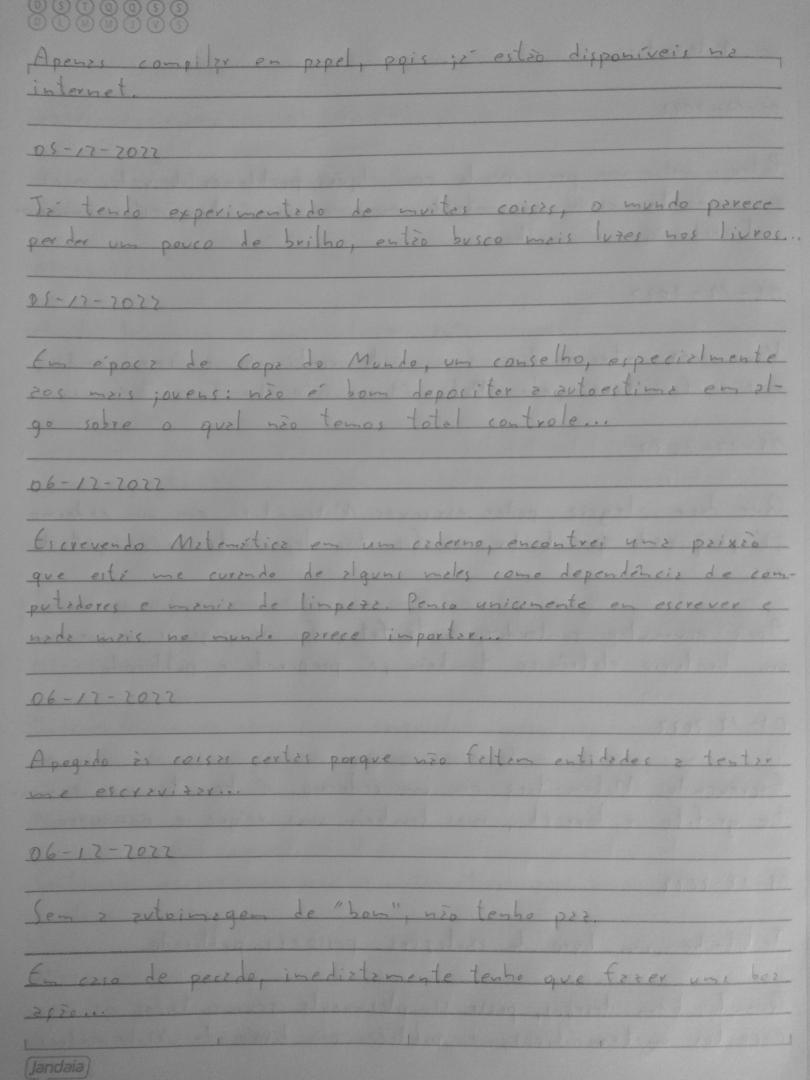 D S T Q Q S S
D L M M J V S
Apenas compilar en papel, pois já estão disponíveis na
internet.
05-12-2022
Já tendo experimentado de muitas coisas, o mundo parece
perder um pouco de brilho, então busco mais luzes nos livros...
05-12-2022
Em época de Copa do Mundo, um conselho, especialmente
aos mais jovens: não é bom depositar a autoestima em al-
go sobre o qual não temos total controle...
06-12-2022
Escrevendo Matemática em um caderno, encontrei uma paixão
que está me curando de alguns males como dependência de com-
putadores e mania de limpeza. Penso unicamente en escrever e
nada mais no mundo parece importar...
06-12-2022
Apegado às coisas certas porque não faltam entidades a tentar
me escravizar...
06-12-2022
Sem a autoimagem de "bom", não tenho paz.
Em caso de pecado, imediatamente tenho que fazer uma boa
ação...
Jandaia